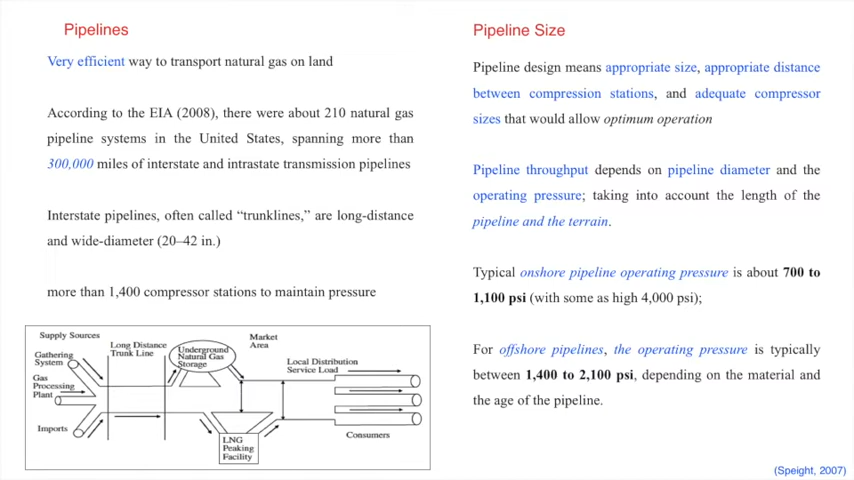 Pipelines
Very efficient way to transport natural gas on land
According to the EIA (2008), there were about 210 natural gas
pipeline systems in the United States, spanning more than
300,000 miles of interstate and intrastate transmission pipelines
Interstate pipelines, often called “trunklines,” are long-distance
and wide-diameter (20–42 in.)
more than 1,400 compressor stations to maintain pressure
Supply Sources
Gathering
System
Gas
Processing
Plant
Imports
Long Distance
Trunk Line
Underground
Natural Gas
Storage
Market
Area
Local Distribution
Service Load
LNG
Peaking
Facility
Consumers
Pipeline Size
Pipeline design means appropriate size, appropriate distance
between compression stations, and adequate compressor
sizes that would allow optimum operation
Pipeline throughput depends on pipeline diameter and the
operating pressure; taking into account the length of the
pipeline and the terrain.
Typical onshore pipeline operating pressure is about 700 to
1,100 psi (with some as high 4,000 psi);
For offshore pipelines, the operating pressure is typically
between 1,400 to 2,100 psi, depending on the material and
the age of the pipeline.
(Speight, 2007)